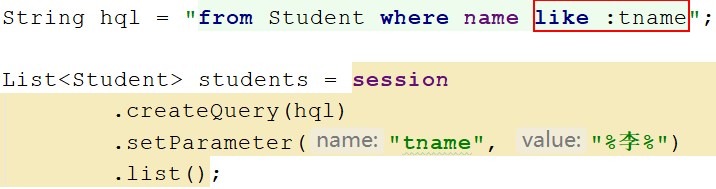 String hql = "from Student where name like :tname";
List<Student> students = session
.createQuery(hql)
.setParameter( name: "tname", value: "%李%")
.list();